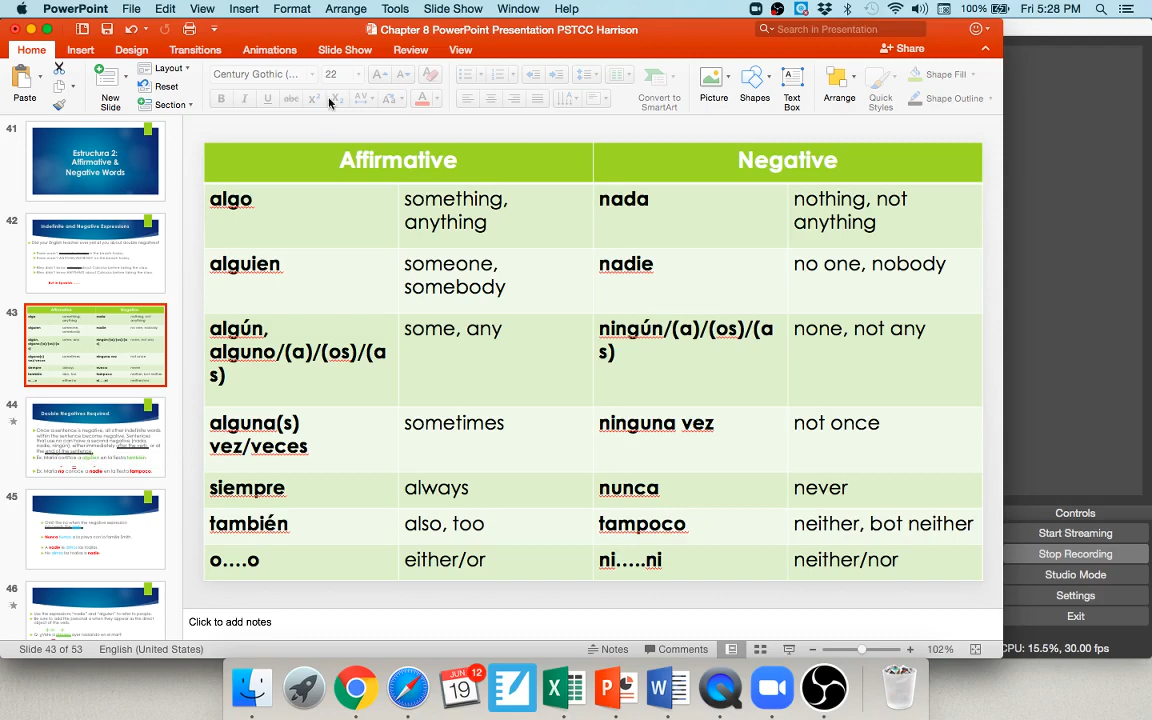 PowerPoint File Edit View Insert Format Arrange Tools Slide Show Window Help 100% Fri 5:28 PM
Chapter 8 PowerPoint Presentation PSTCC Harrison
Search in Presentation
Home Insert Design Transitions Animations Slide Show Review View
Share
Paste
New
Slide
Layout
Reset
Section
Century Gothic (... 22
Convert to
SmartArt
Picture
Shapes
Text
Box
Arrange
Quick
Styles
Shape Fill
Shape Outline
41
Estructura 2:
Affirmative &
Negative Words
42
Indefinite and Negative Expressions
43
44
Double Negatives Required
45
46
Affirmative Negative
algo something, nada nothing, not
anything anything
alguien someone, nadie no one, nobody
somebody
algún, some, any ningún/(a)/(os)/(a none, not any
alguno/(a)/(os)/(a s)
s)
alguna(s) sometimes ninguna vez not once
vez/veces
siempre always nunca never
también also, too tampoco neither, bot neither
o....o either/or ni.....ni neither/nor
Click to add notes
Slide 43 of 53 English (United States) Notes Comments 102%
Controls
Start Streaming
Stop Recording
Studio Mode
Settings
Exit
CPU: 15.5%, 30.00 fps
JUN
19
12